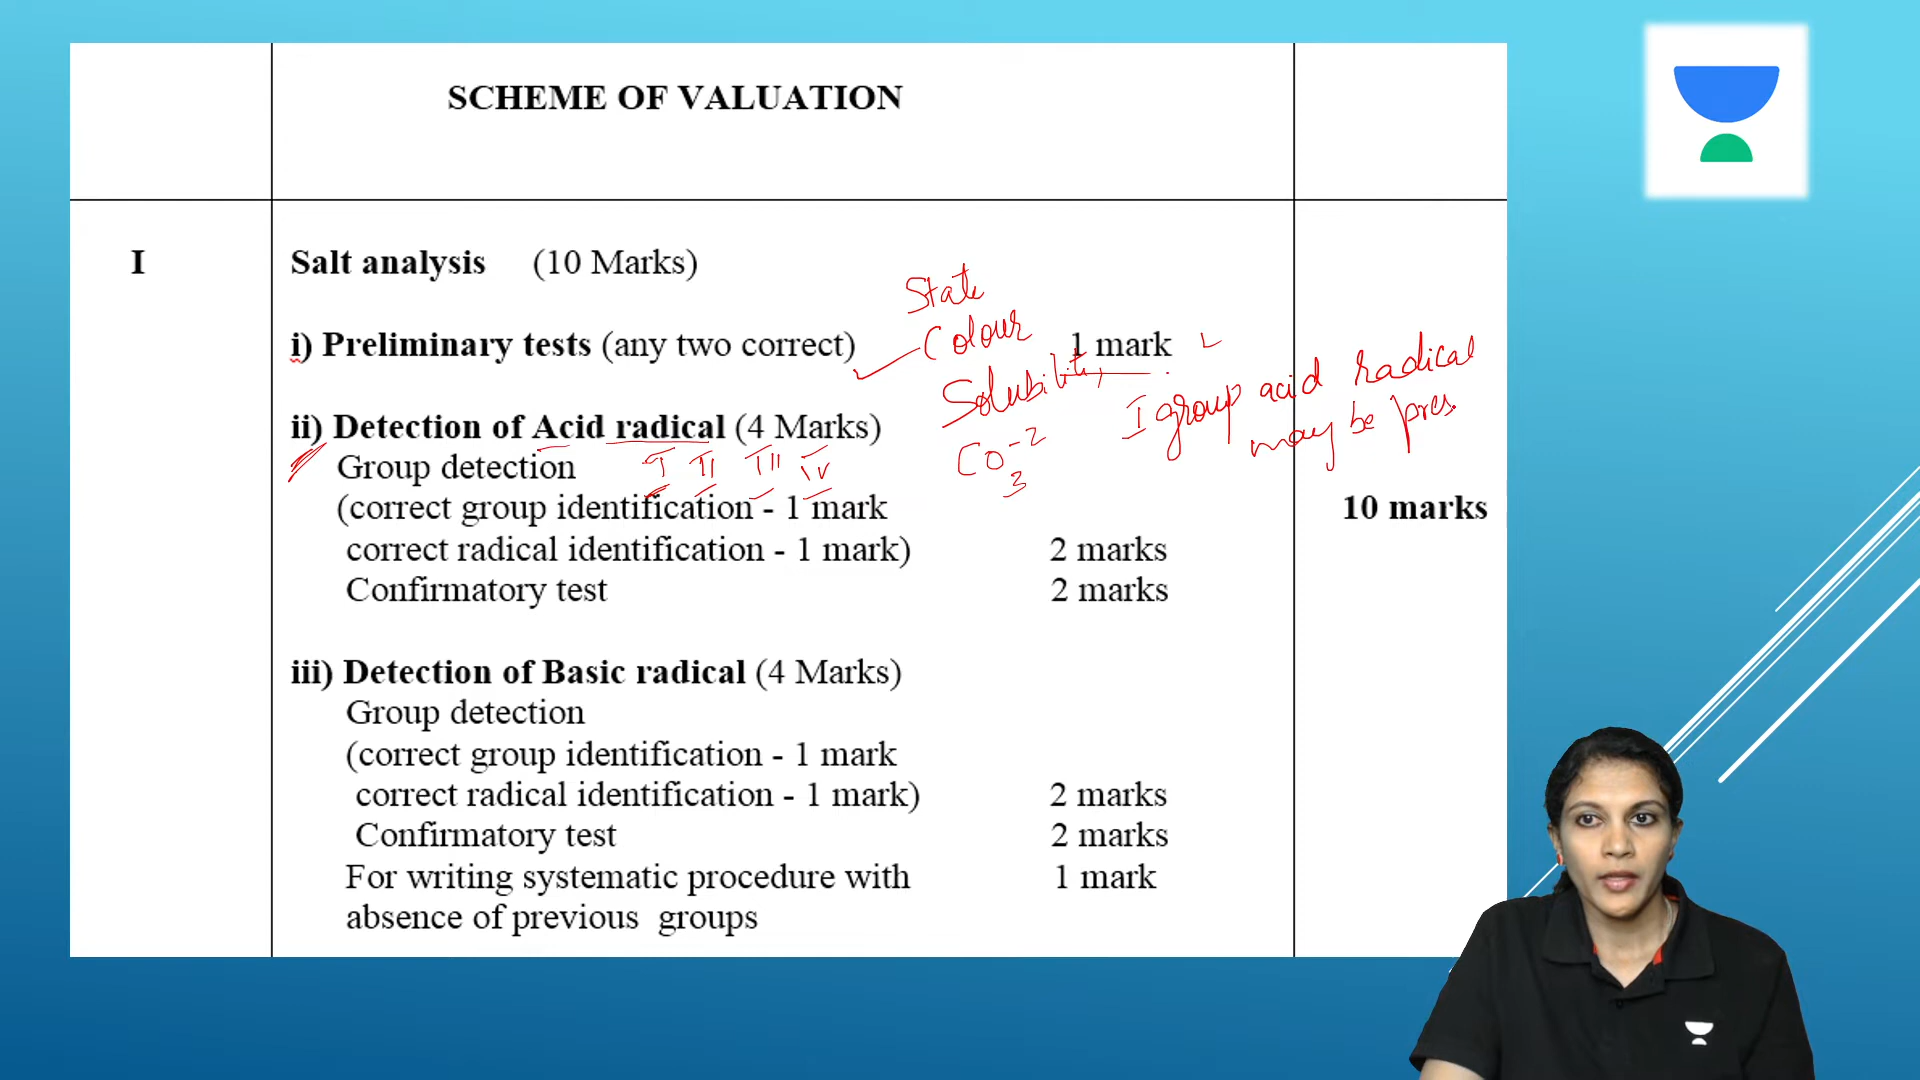 SCHEME OF VALUATION
I
Salt analysis (10 Marks)
State
i) Preliminary tests (any two correct)
Colour
1 mark
Solubility
I group acid radical
may be pres
ii) Detection of Acid radical (4 Marks)
CO3-2
Group detection
I II III IV
(correct group identification - 1 mark
10 marks
correct radical identification - 1 mark) 2 marks
Confirmatory test 2 marks
iii) Detection of Basic radical (4 Marks)
Group detection
(correct group identification - 1 mark
correct radical identification - 1 mark) 2 marks
Confirmatory test 2 marks
For writing systematic procedure with 1 mark
absence of previous groups